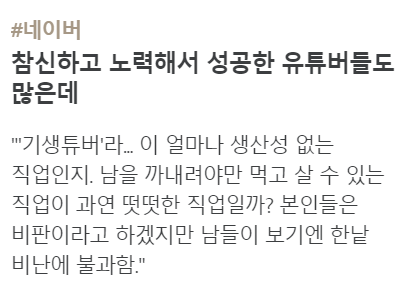 #네이버
참신하고 노력해서 성공한 유튜버들도
많은데
"'기생튜버'라... 이 얼마나 생산성 없는
직업인지. 남을 까내려야만 먹고 살 수 있는
직업이 과연 떳떳한 직업일까? 본인들은
비판이라고 하겠지만 남들이 보기엔 한낱
비난에 불과함."